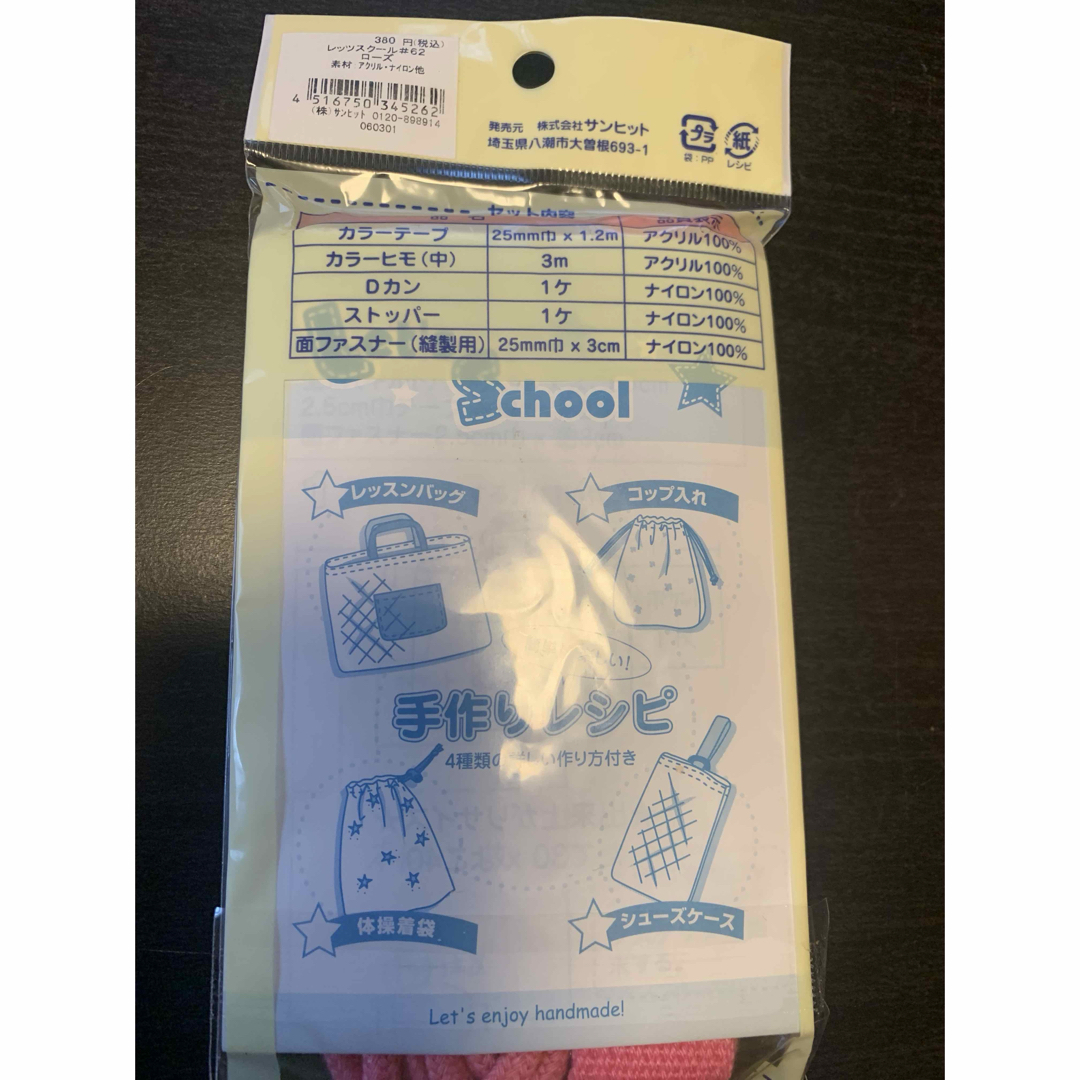 380 円(税込)
レッツスクール#62
ローズ
素材 アクリル・ナイロン他
4 516750 345262
(株)サンヒット 0120-898914
060301
発売元 株式会社サンヒット
埼玉県八潮市大曽根693-1
プラ
紙
袋:PP
レシピ
セット内容
カラーテープ 25mm巾 x 1.2m アクリル100%
カラーヒモ(中) 3m アクリル100%
Dカン 1ケ ナイロン100%
ストッパー 1ケ ナイロン100%
面ファスナー(縫製用) 25mm巾 x 3cm ナイロン100%
School
レッスンバッグ
コップ入れ
手作りレシピ
4種類の 作り方付き
体操着袋
シューズケース
Let's enjoy handmade!